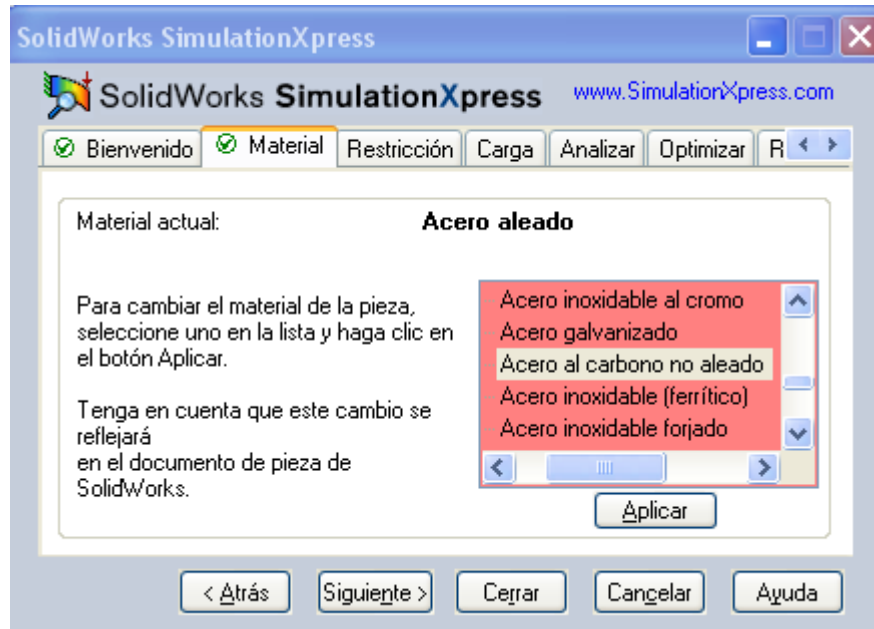 SolidWorks SimulationXpress
SolidWorks SimulationXpress www.SimulationXpress.com
Bienvenido Material Restricción Carga Analizar Optimizar R
Material actual: Acero aleado
Para cambiar el material de la pieza,
seleccione uno en la lista y haga clic en
el botón Aplicar.
Tenga en cuenta que este cambio se
reflejará
en el documento de pieza de
SolidWorks.
Acero inoxidable al cromo
Acero galvanizado
Acero al carbono no aleado
Acero inoxidable (ferrítico)
Acero inoxidable forjado
Aplicar
< Atrás Siguiente > Cerrar Cancelar Ayuda